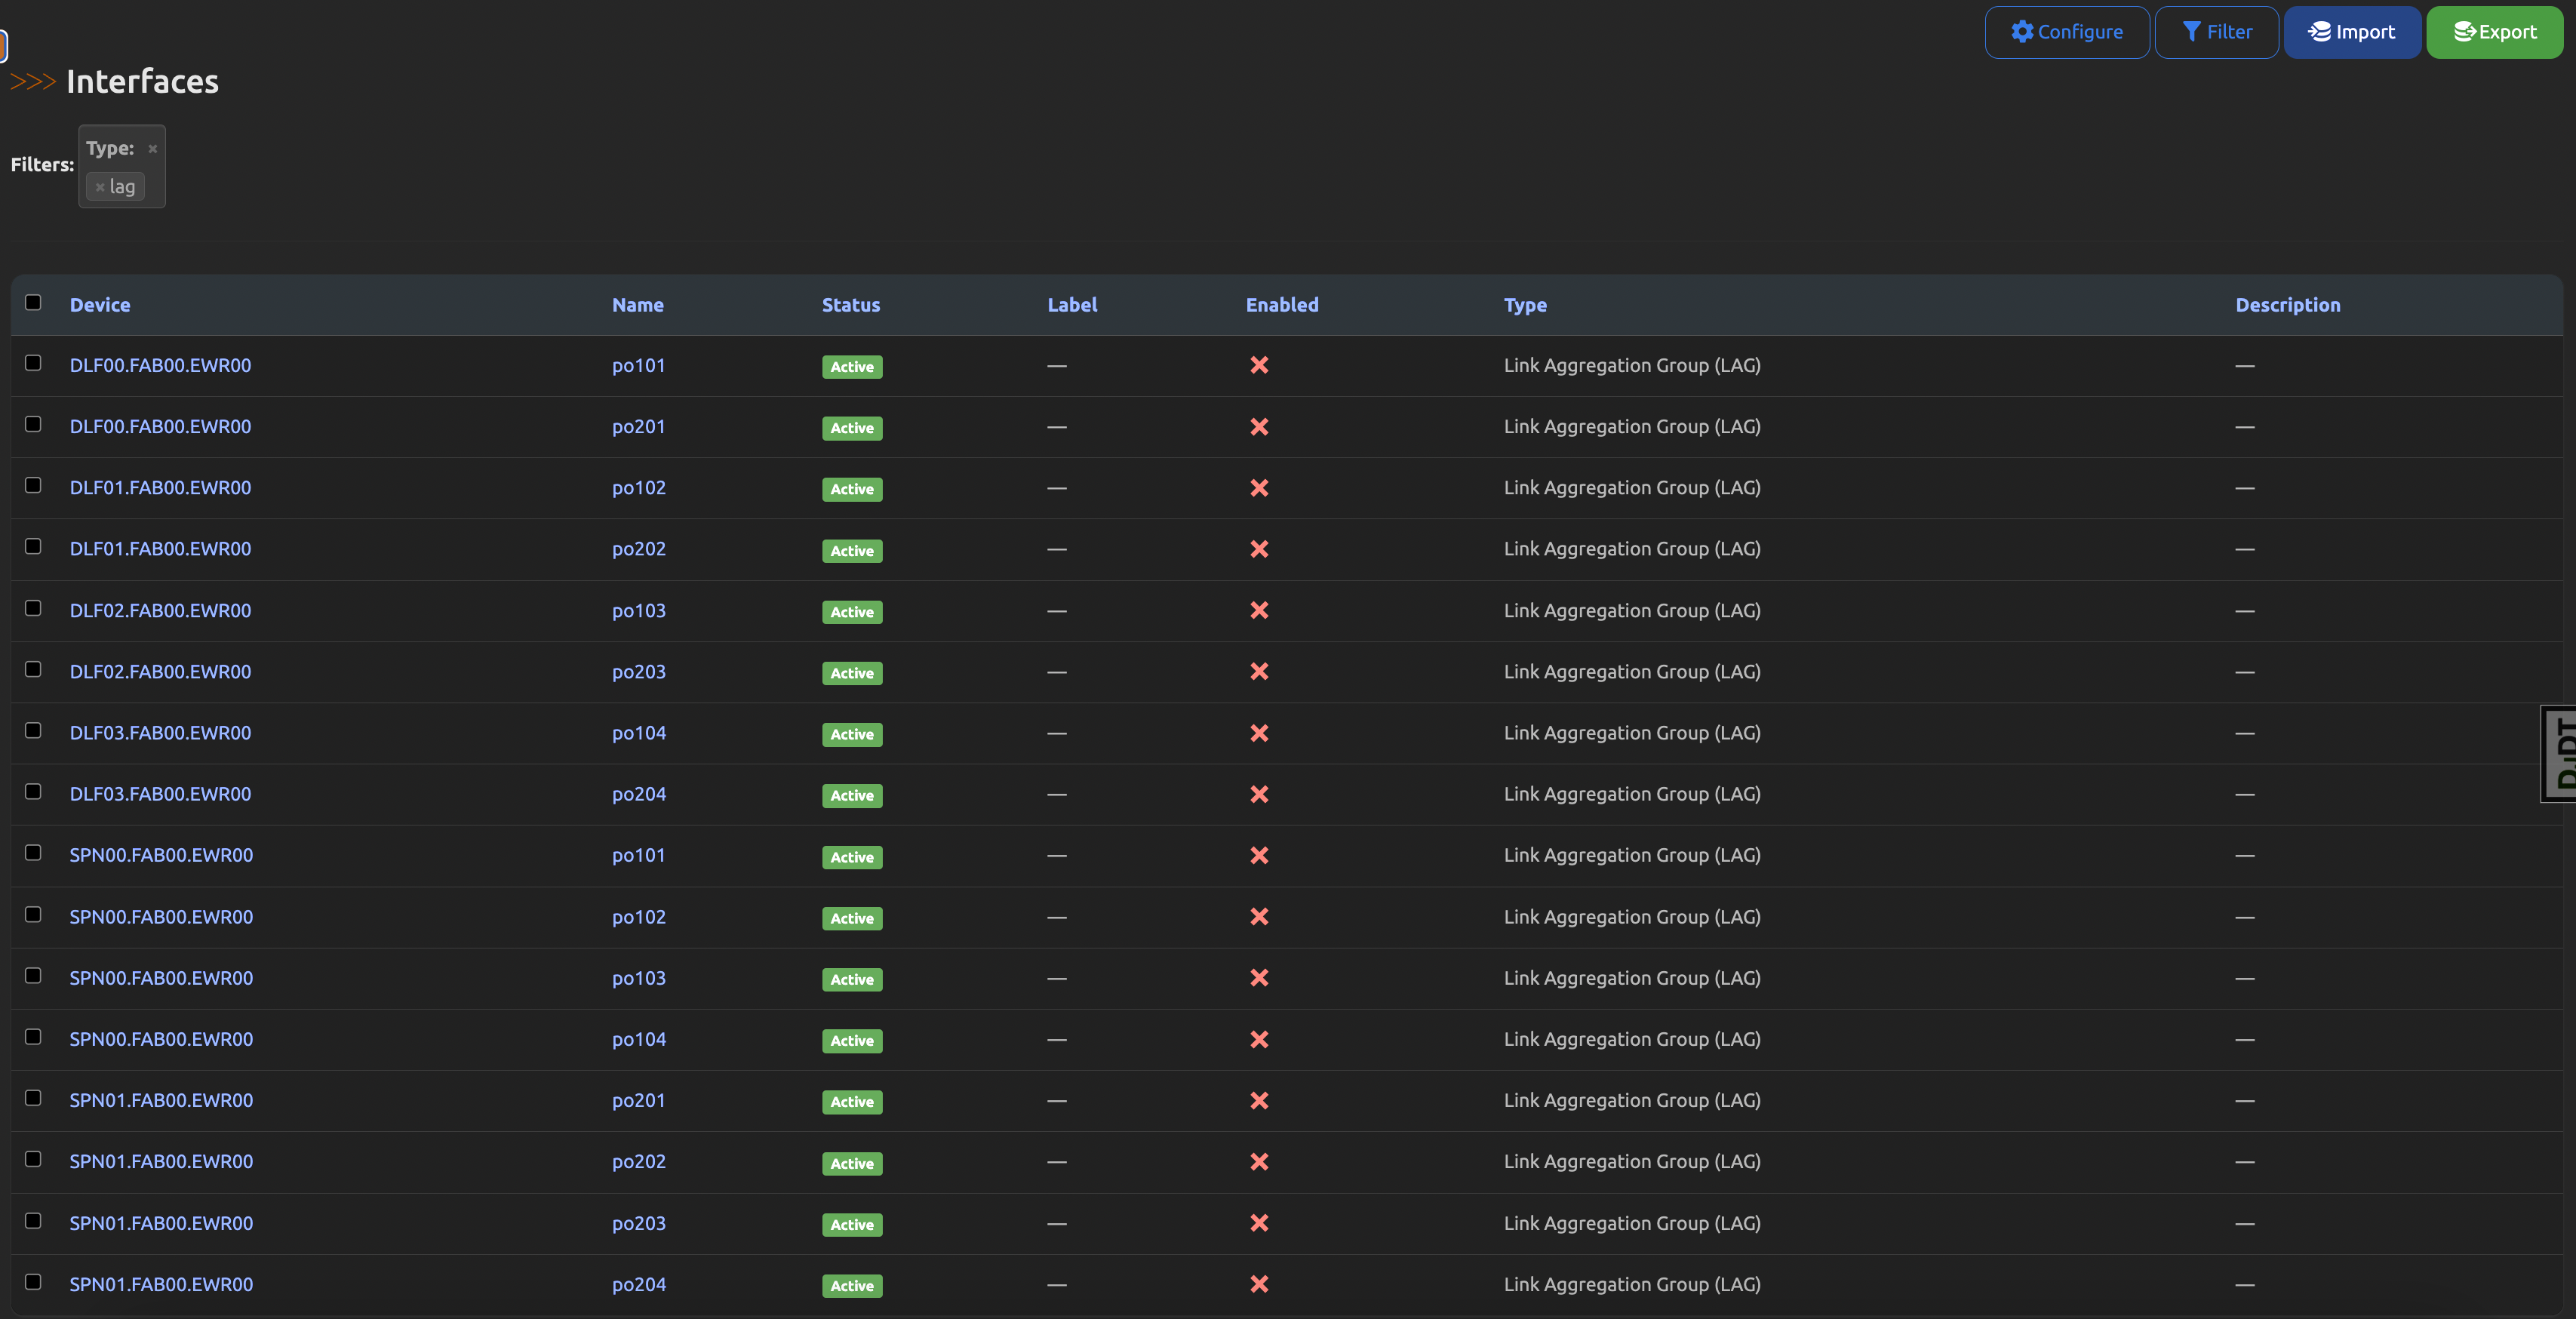 Configure Filter Import Export
>>> Interfaces
Filters: Type: ×
× lag
Device Name Status Label Enabled Type Description
DLF00.FAB00.EWR00 po101 Active — Link Aggregation Group (LAG) —
DLF00.FAB00.EWR00 po201 Active — Link Aggregation Group (LAG) —
DLF01.FAB00.EWR00 po102 Active — Link Aggregation Group (LAG) —
DLF01.FAB00.EWR00 po202 Active — Link Aggregation Group (LAG) —
DLF02.FAB00.EWR00 po103 Active — Link Aggregation Group (LAG) —
DLF02.FAB00.EWR00 po203 Active — Link Aggregation Group (LAG) —
DLF03.FAB00.EWR00 po104 Active — Link Aggregation Group (LAG) —
DjDT
DLF03.FAB00.EWR00 po204 Active — Link Aggregation Group (LAG) —
SPN00.FAB00.EWR00 po101 Active — Link Aggregation Group (LAG) —
SPN00.FAB00.EWR00 po102 Active — Link Aggregation Group (LAG) —
SPN00.FAB00.EWR00 po103 Active — Link Aggregation Group (LAG) —
SPN00.FAB00.EWR00 po104 Active — Link Aggregation Group (LAG) —
SPN01.FAB00.EWR00 po201 Active — Link Aggregation Group (LAG) —
SPN01.FAB00.EWR00 po202 Active — Link Aggregation Group (LAG) —
SPN01.FAB00.EWR00 po203 Active — Link Aggregation Group (LAG) —
SPN01.FAB00.EWR00 po204 Active — Link Aggregation Group (LAG) —